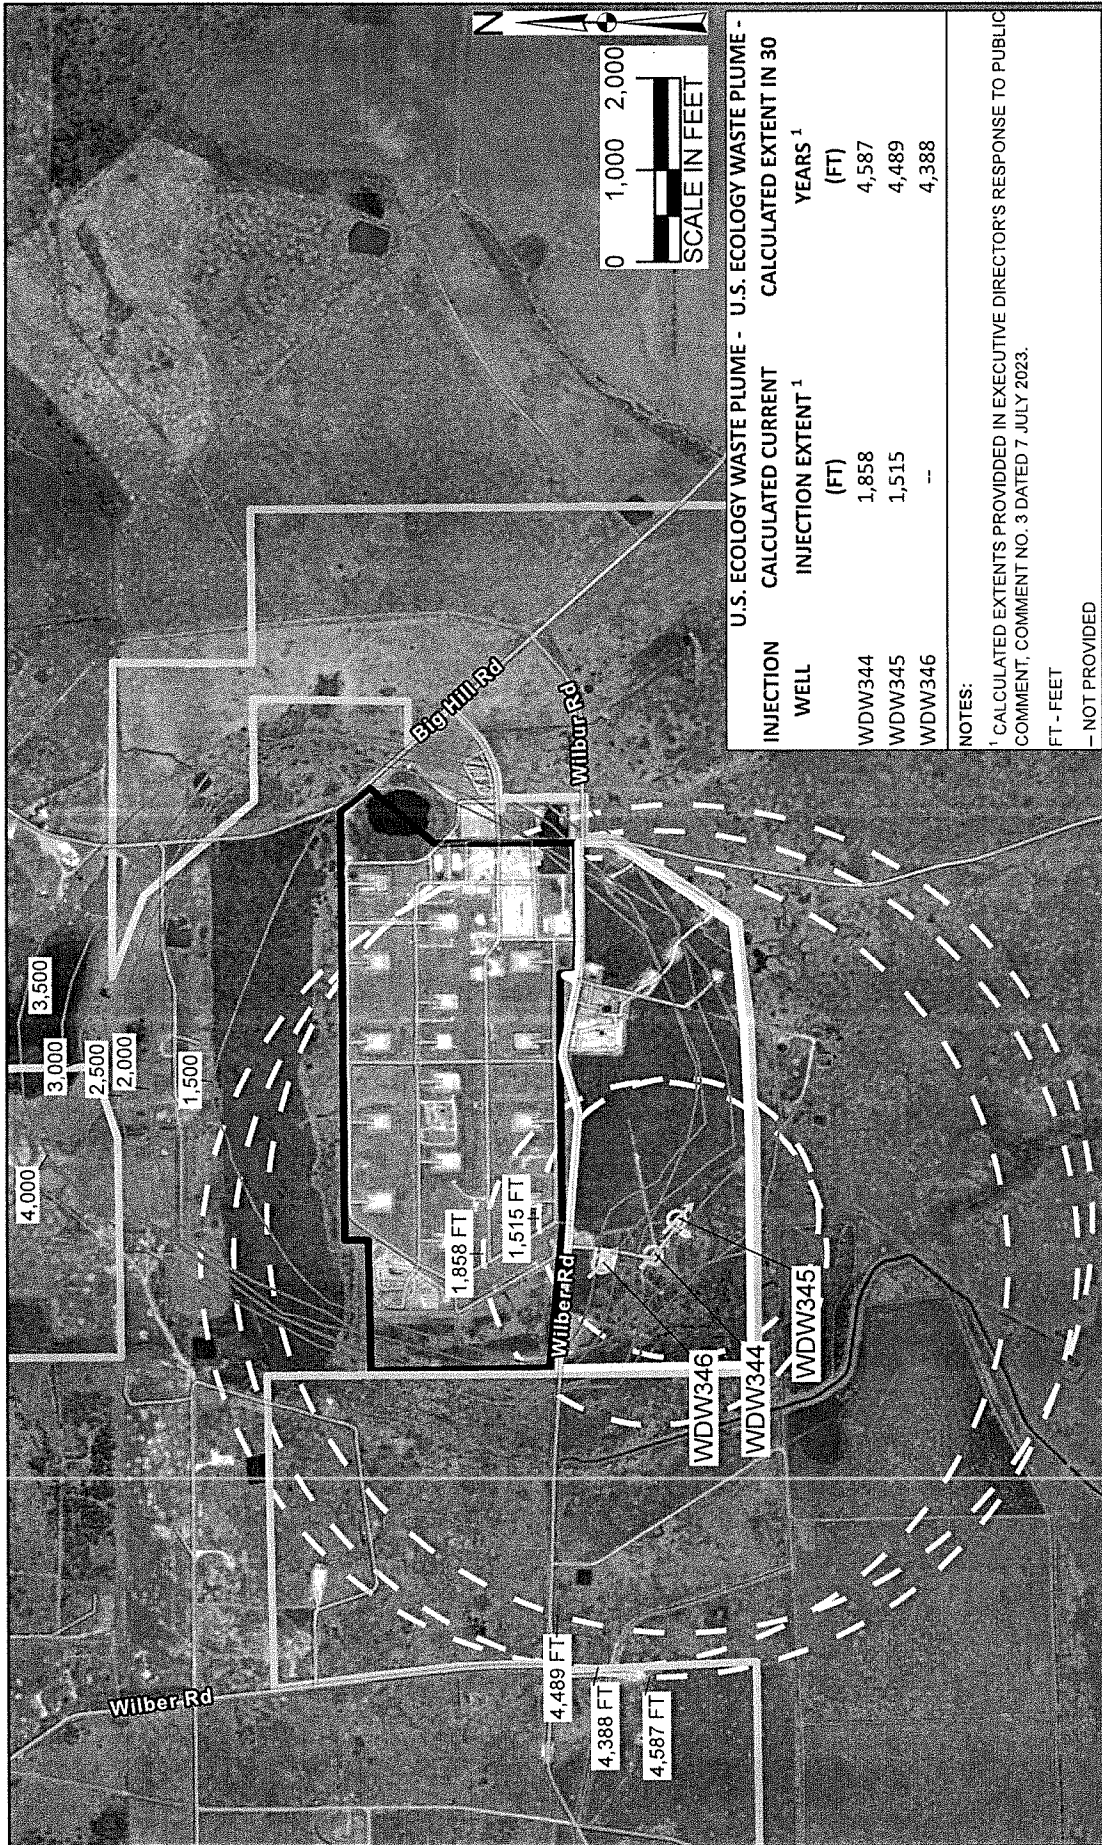 N
0 1,000 2,000
SCALE IN FEET
4,000
3,500
3,000
2,500
2,000
1,500
Wilber Rd
Big Hill Rd
Wilbur Rd
1,858 FT
1,515 FT
Wilber Rd
4,489 FT
4,388 FT
4,587 FT
WDW346
WDW344
WDW345
U.S. ECOLOGY WASTE PLUME - U.S. ECOLOGY WASTE PLUME -
INJECTION CALCULATED CURRENT CALCULATED EXTENT IN 30
WELL INJECTION EXTENT ¹ YEARS ¹
(FT) (FT)
WDW344 1,858 4,587
WDW345 1,515 4,489
WDW346 -- 4,388
NOTES:
¹ CALCULATED EXTENTS PROVIDDED IN EXECUTIVE DIRECTOR'S RESPONSE TO PUBLIC
COMMENT, COMMENT NO. 3 DATED 7 JULY 2023.
FT - FEET
-- NOT PROVIDED